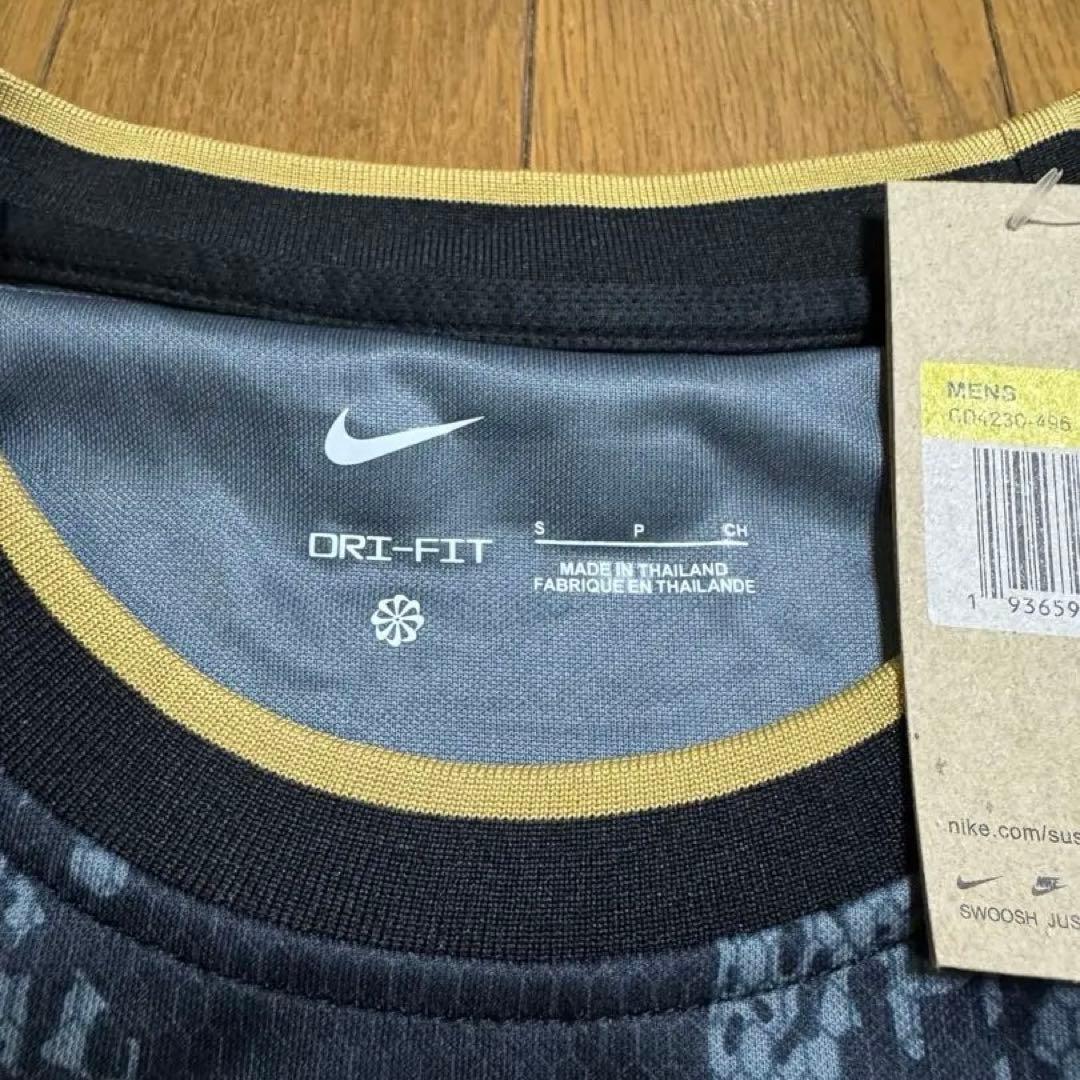 DRI-FIT
S P CH
MADE IN THAILAND
FABRIQUE EN THAILANDE
MENS
CD4230-496
1 93659
nike.com/sus
NIKE
SWOOSH JUS